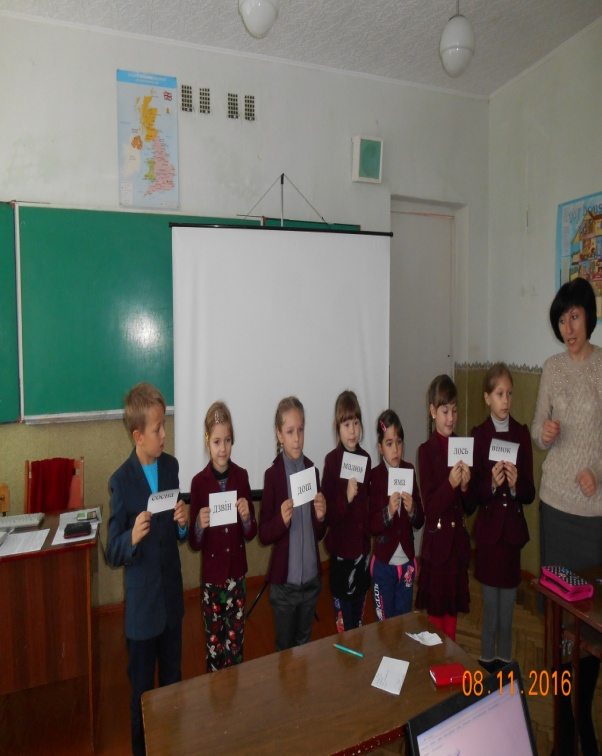 сосна
дзвін
дощ
малюк
яма
лось
вінок
08.11.2016